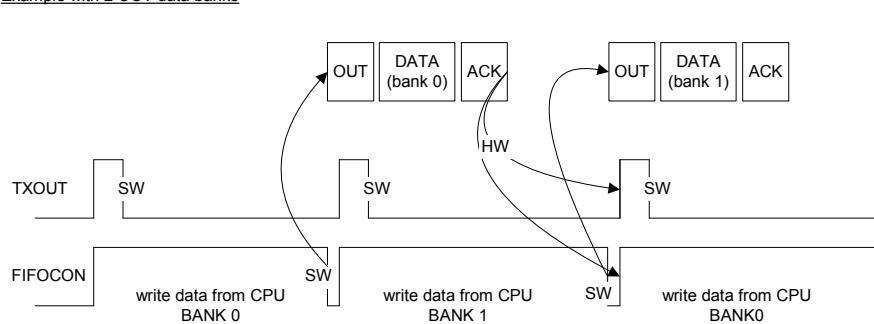 Example with 2 OUT data banks
OUT DATA (bank 0) ACK
OUT DATA (bank 1) ACK
HW
TXOUT SW SW SW
FIFOCON SW SW
write data from CPU BANK 0
write data from CPU BANK 1
write data from CPU BANK0